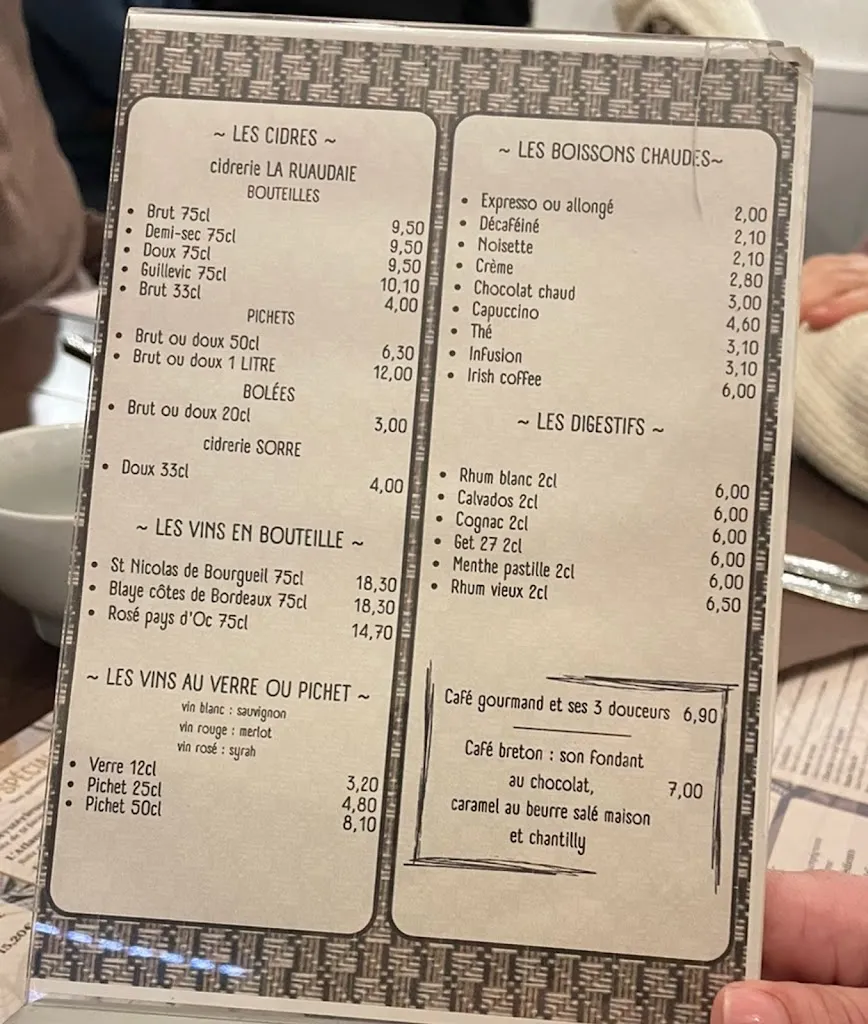 ~ LES CIDRES ~
cidrerie LA RUAUDAIE
BOUTEILLES
• Brut 75cl 9,50
• Demi-sec 75cl 9,50
• Doux 75cl 9,50
• Guillevic 75cl 10,10
• Brut 33cl 4,00
PICHETS
• Brut ou doux 50cl 6,30
• Brut ou doux 1 LITRE 12,00
BOLÉES
• Brut ou doux 20cl 3,00
cidrerie SORRE
• Doux 33cl 4,00
~ LES VINS EN BOUTEILLE ~
• St Nicolas de Bourgueil 75cl 18,30
• Blaye côtes de Bordeaux 75cl 18,30
• Rosé pays d'Oc 75cl 14,70
~ LES VINS AU VERRE OU PICHET ~
vin blanc : sauvignon
vin rouge : merlot
vin rosé : syrah
• Verre 12cl 3,20
• Pichet 25cl 4,80
• Pichet 50cl 8,10
~ LES BOISSONS CHAUDES~
• Expresso ou allongé 2,00
• Décaféiné 2,10
• Noisette 2,10
• Crème 2,80
• Chocolat chaud 3,00
• Capuccino 4,60
• Thé 3,10
• Infusion 3,10
• Irish coffee 6,00
~ LES DIGESTIFS ~
• Rhum blanc 2cl 6,00
• Calvados 2cl 6,00
• Cognac 2cl 6,00
• Get 27 2cl 6,00
• Menthe pastille 2cl 6,00
• Rhum vieux 2cl 6,50
Café gourmand et ses 3 douceurs 6,90
Café breton : son fondant
au chocolat, 7,00
caramel au beurre salé maison
et chantilly